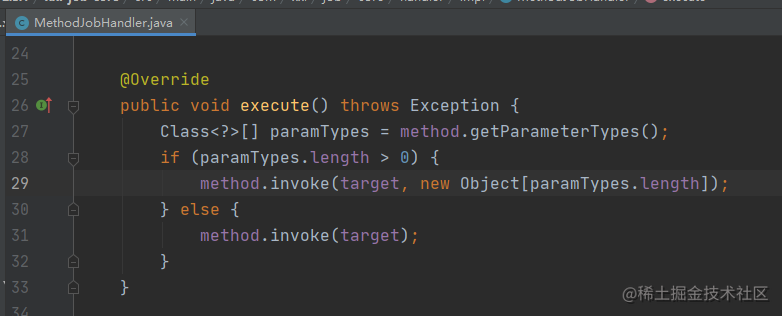 MethodJobHandler.java
24
25 @Override
26 public void execute() throws Exception {
27 Class<?>[] paramTypes = method.getParameterTypes();
28 if (paramTypes.length > 0) {
29 method.invoke(target, new Object[paramTypes.length]);
30 } else {
31 method.invoke(target);
32 }
33 }
34
@稀土掘金技术社区